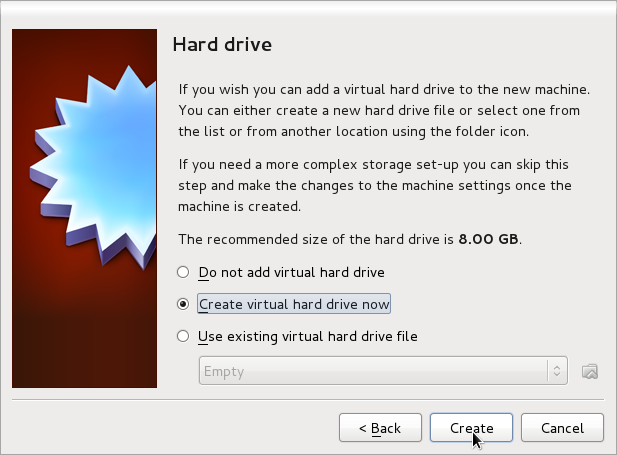 Hard drive
If you wish you can add a virtual hard drive to the new machine.
You can either create a new hard drive file or select one from
the list or from another location using the folder icon.
If you need a more complex storage set-up you can skip this
step and make the changes to the machine settings once the
machine is created.
The recommended size of the hard drive is 8.00 GB.
Do not add virtual hard drive
Create virtual hard drive now
Use existing virtual hard drive file
Empty
< Back Create Cancel